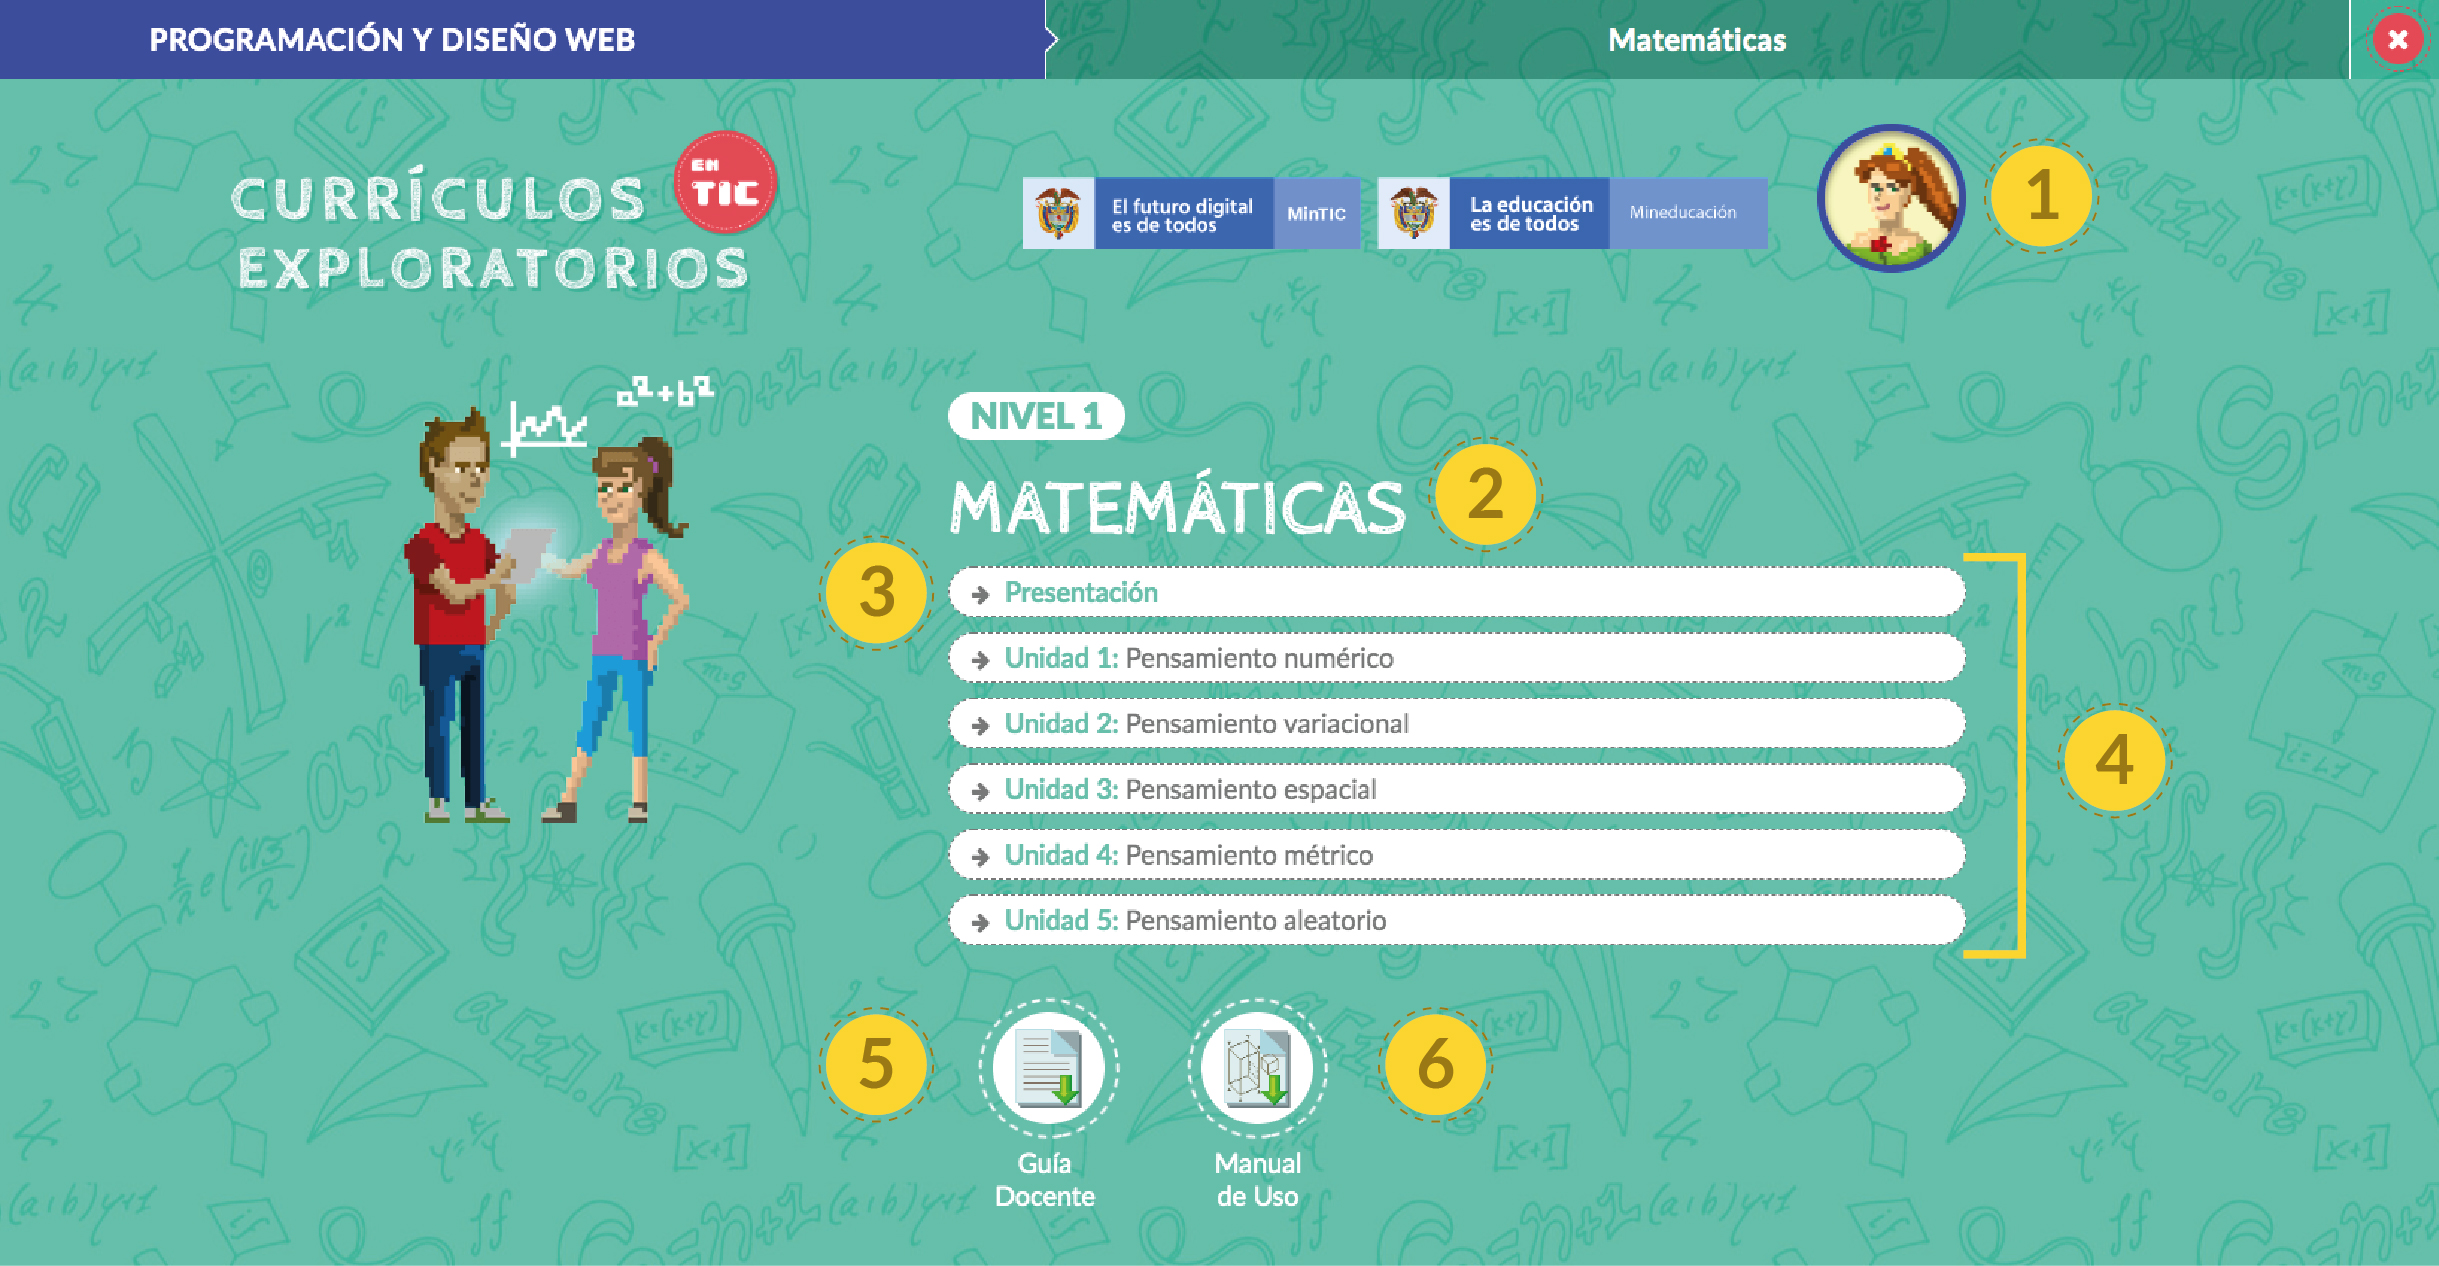 PROGRAMACIÓN Y DISEÑO WEB
Matemáticas
CURRÍCULOS
EXPLORATORIOS
EN
TIC
El futuro digital
es de todos
MinTIC
La educación
es de todos
Mineducación
1
a²+b²
NIVEL 1
MATEMÁTICAS
2
3
Presentación
Unidad 1: Pensamiento numérico
Unidad 2: Pensamiento variacional
Unidad 3: Pensamiento espacial
Unidad 4: Pensamiento métrico
Unidad 5: Pensamiento aleatorio
4
5
Guía
Docente
Manual
de Uso
6